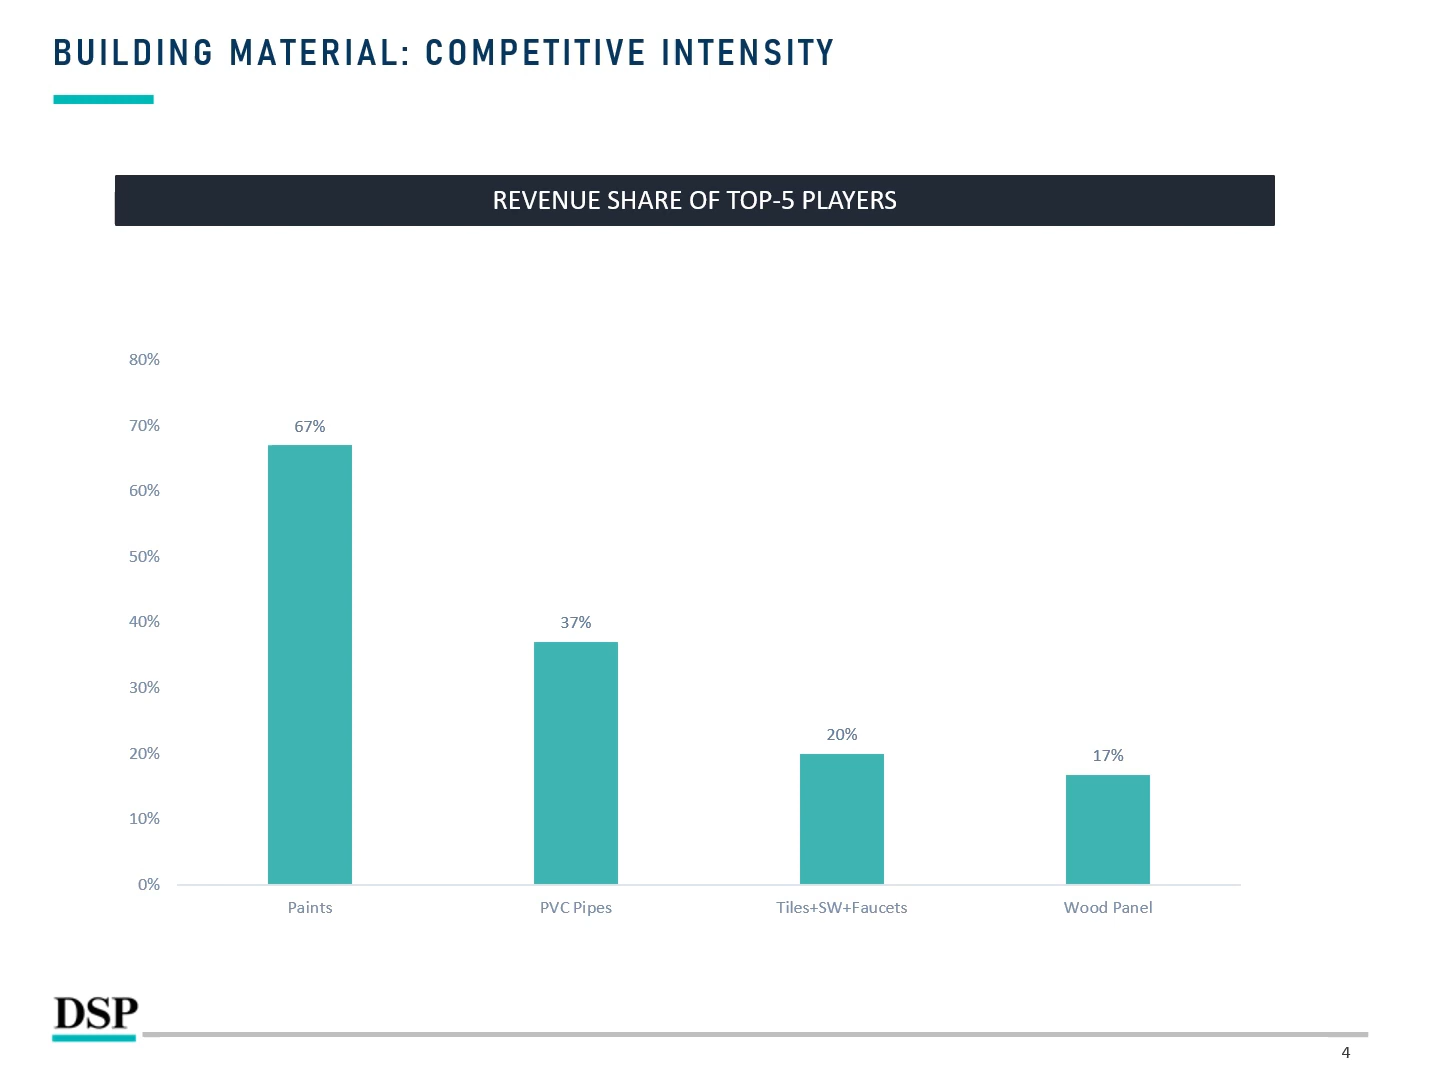 BUILDING MATERIAL: COMPETITIVE INTENSITY
REVENUE SHARE OF TOP-5 PLAYERS
80%
70%
60%
50%
40%
30%
20%
10%
0%
67%
37%
20%
17%
Paints
PVC Pipes
Tiles+SW+Faucets
Wood Panel
DSP
4